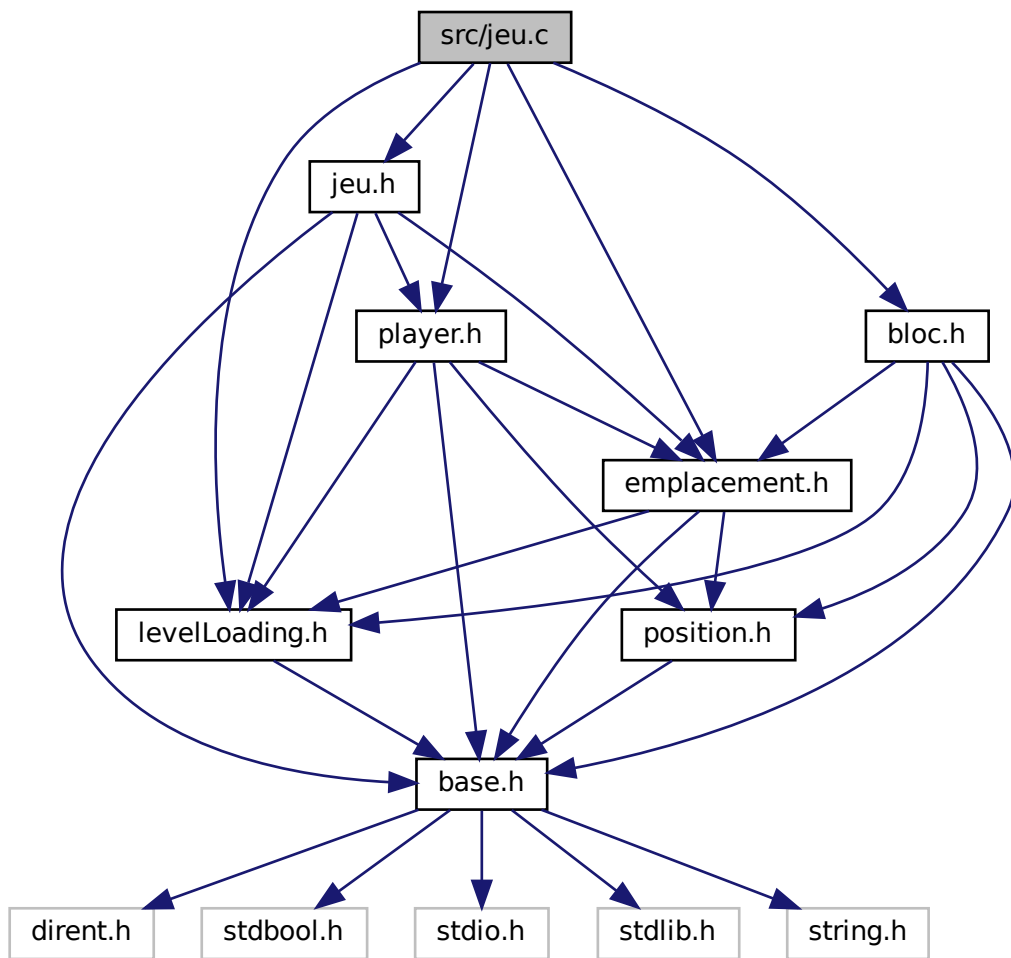 src/jeu.c
jeu.h
player.h
bloc.h
emplacement.h
levelLoading.h
position.h
base.h
dirent.h
stdbool.h
stdio.h
stdlib.h
string.h